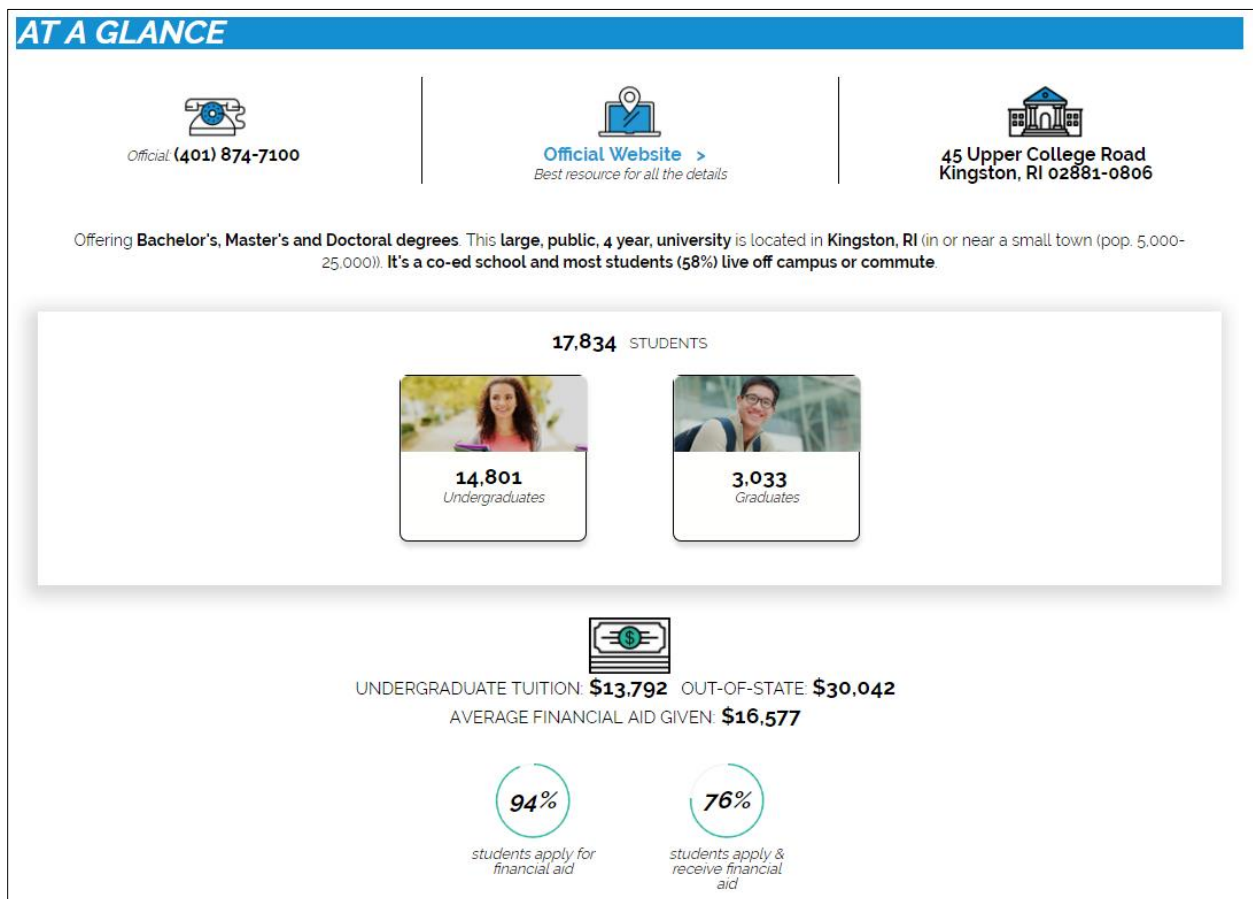 AT A GLANCE
Official: (401) 874-7100
Official Website >
Best resource for all the details
45 Upper College Road
Kingston, RI 02881-0806
Offering Bachelor's, Master's and Doctoral degrees. This large, public, 4 year, university is located in Kingston, RI (in or near a small town (pop. 5,000-
25,000)). It's a co-ed school and most students (58%) live off campus or commute.
17,834 STUDENTS
14,801
Undergraduates
3,033
Graduates
$
UNDERGRADUATE TUITION: $13,792 OUT-OF-STATE: $30,042
AVERAGE FINANCIAL AID GIVEN: $16,577
94%
students apply for
financial aid
76%
students apply &
receive financial
aid